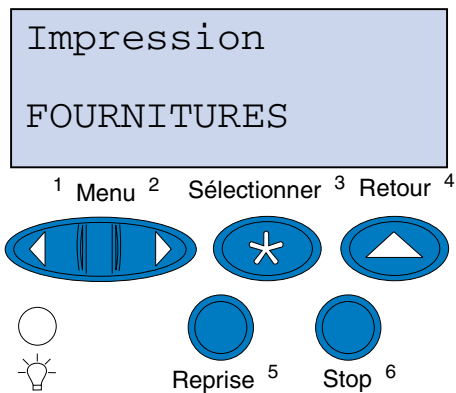 Impression
FOURNITURES
1 Menu 2 Sélectionner 3 Retour 4
Reprise 5 Stop 6